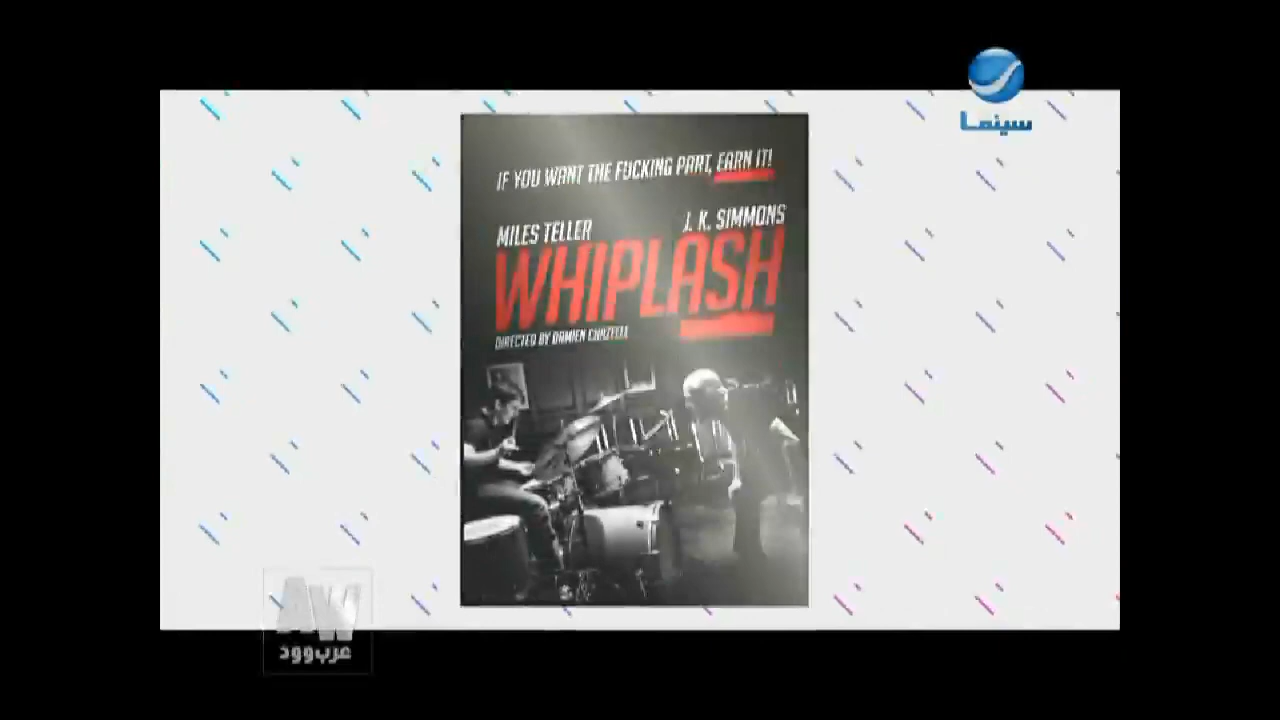 سينما
IF YOU WANT THE FUCKING PART, EARN IT!
MILES TELLER
J. K. SIMMONS
WHIPLASH
DIRECTED BY DAMIEN CHAZELLE
AW
عرب وود